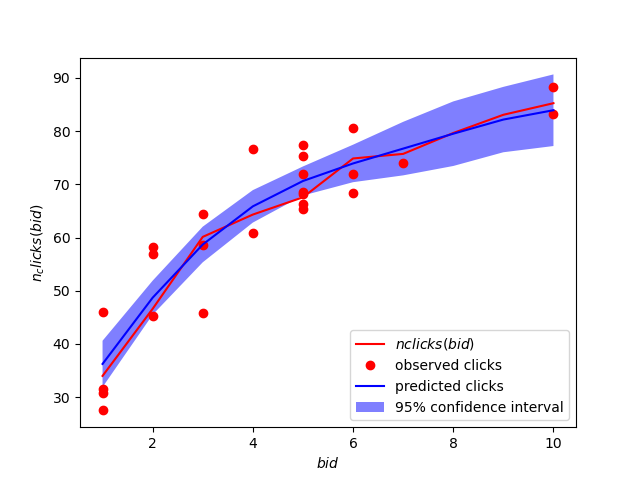 90
80
70
60
50
40
30
n_clicks(bid)
2
4
6
8
10
bid
nclicks(bid)
observed clicks
predicted clicks
95% confidence interval